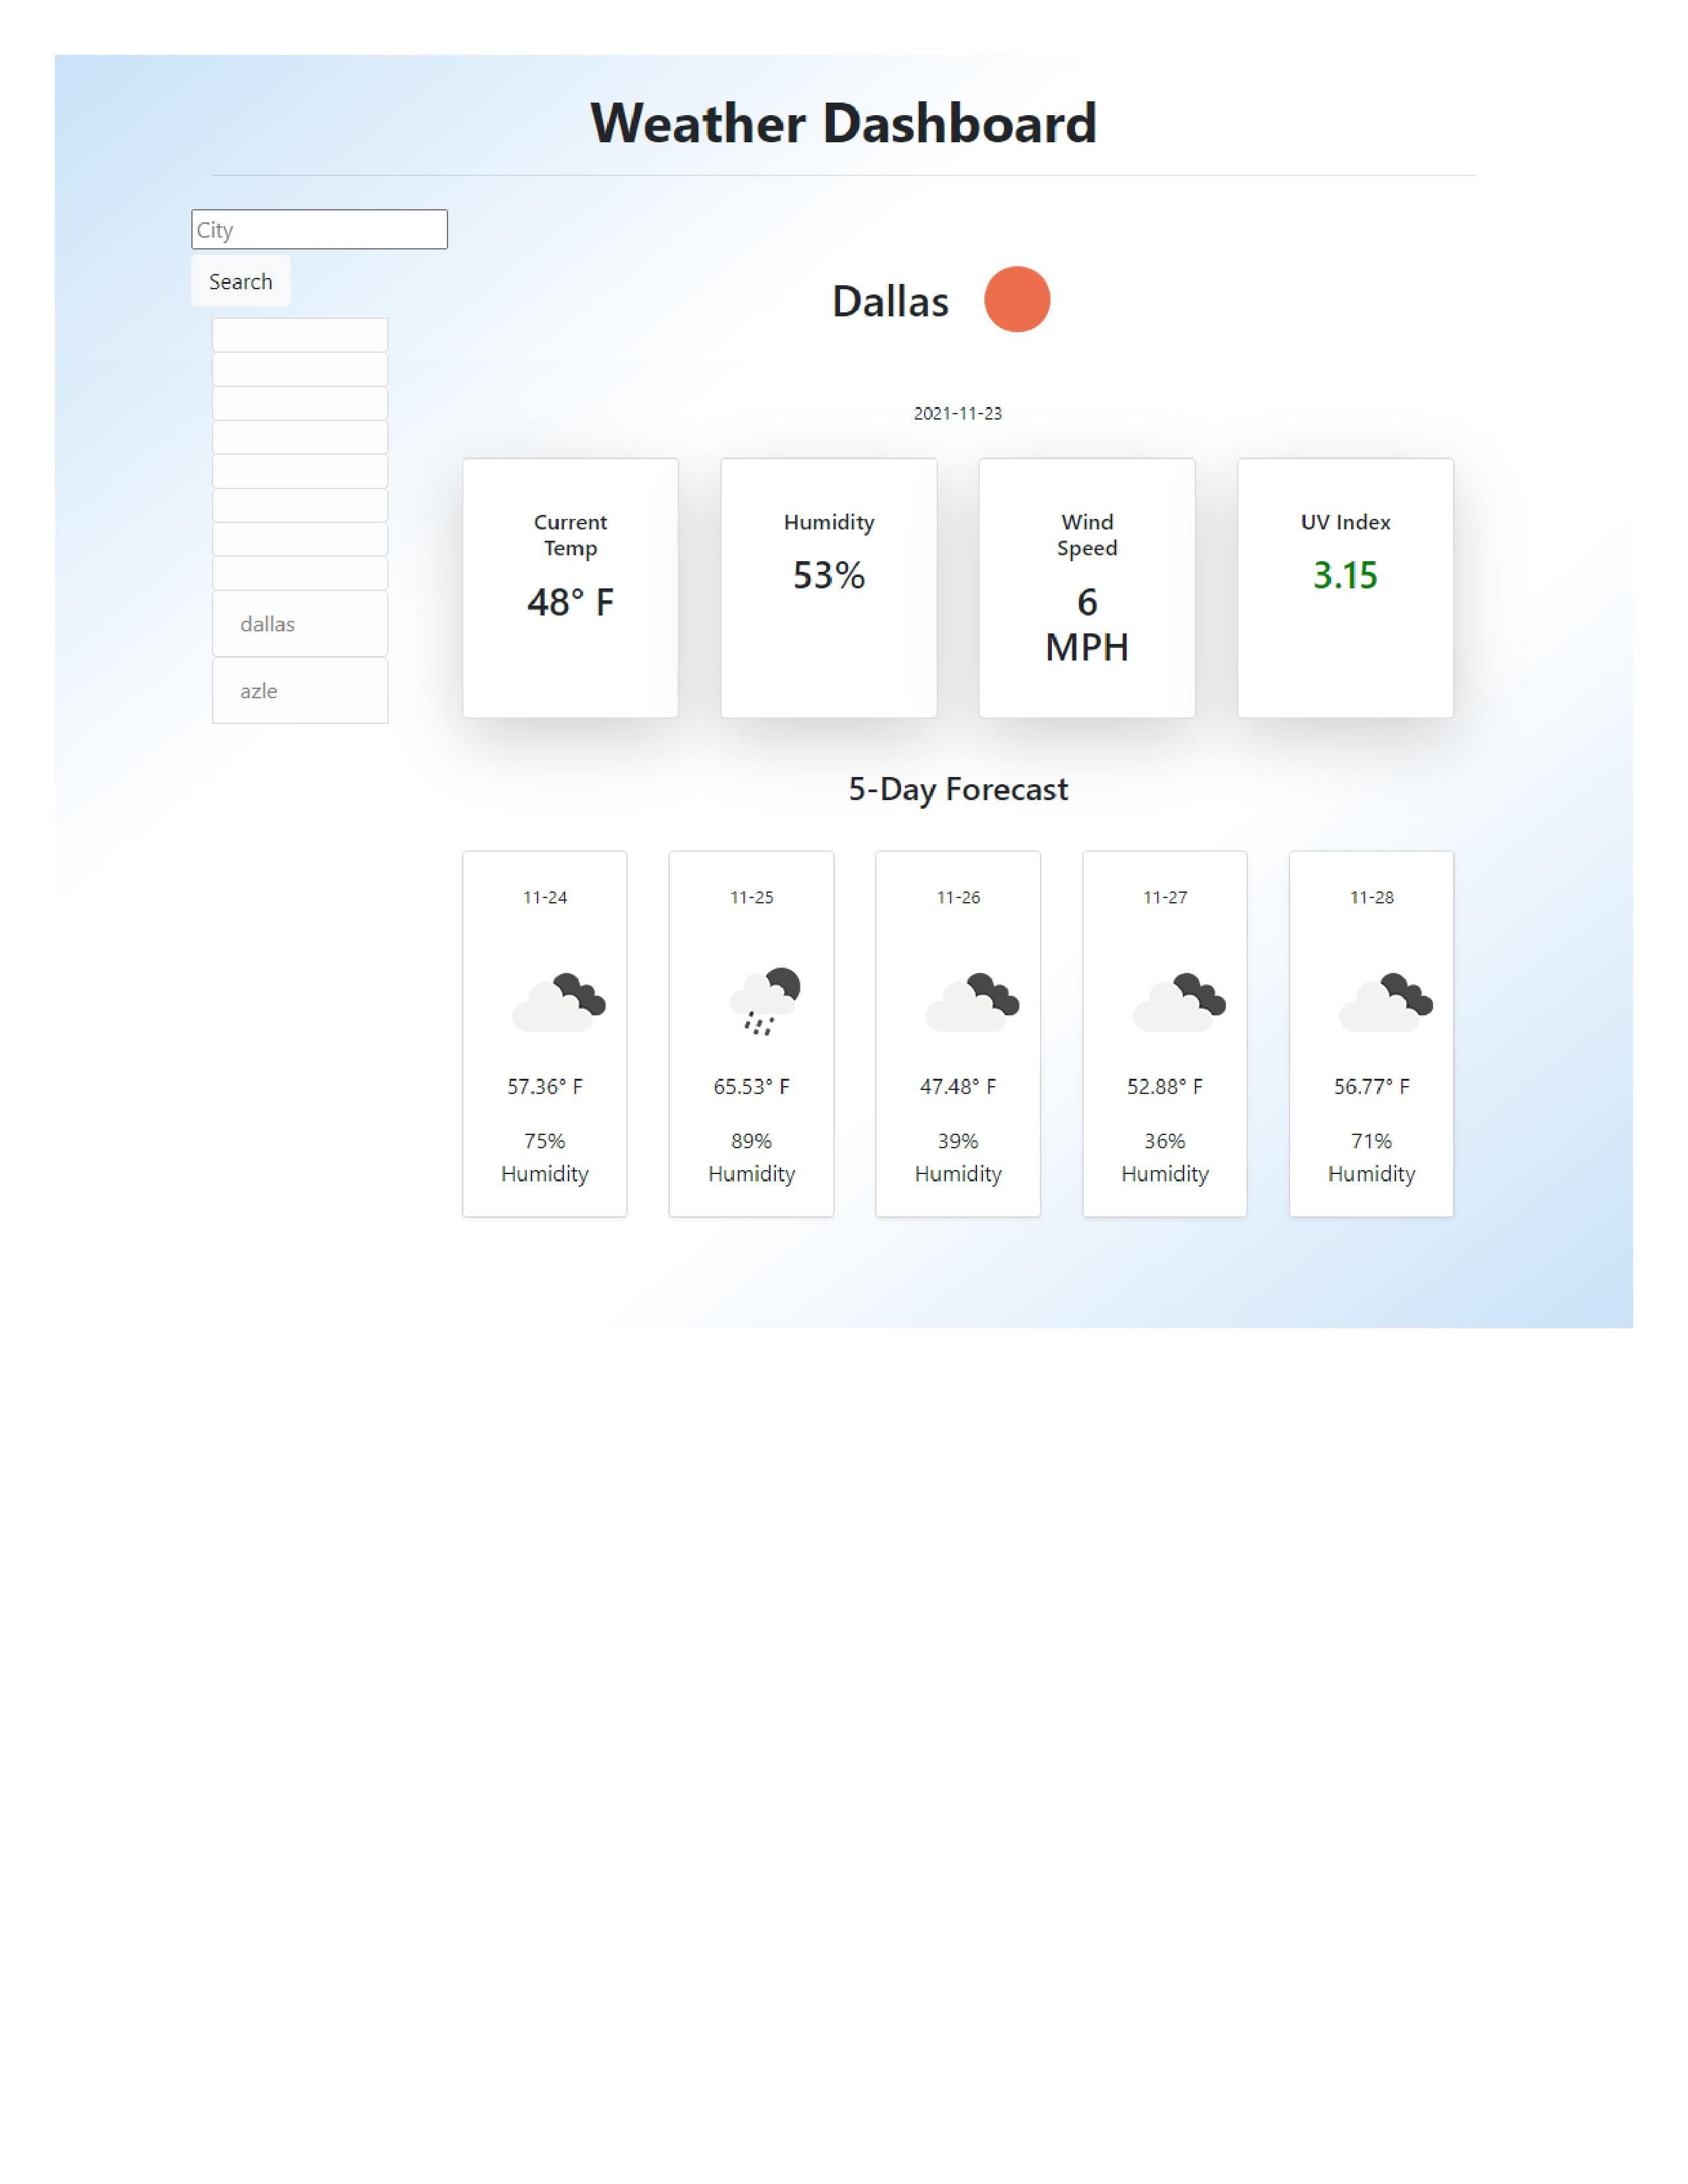 Weather Dashboard
City
Search
dallas
azle
Dallas
2021-11-23
Current
Temp
48° F
Humidity
53%
Wind
Speed
6
MPH
UV Index
3.15
5-Day Forecast
11-24
57.36° F
75%
Humidity
11-25
65.53° F
89%
Humidity
11-26
47.48° F
39%
Humidity
11-27
52.88° F
36%
Humidity
11-28
56.77° F
71%
Humidity